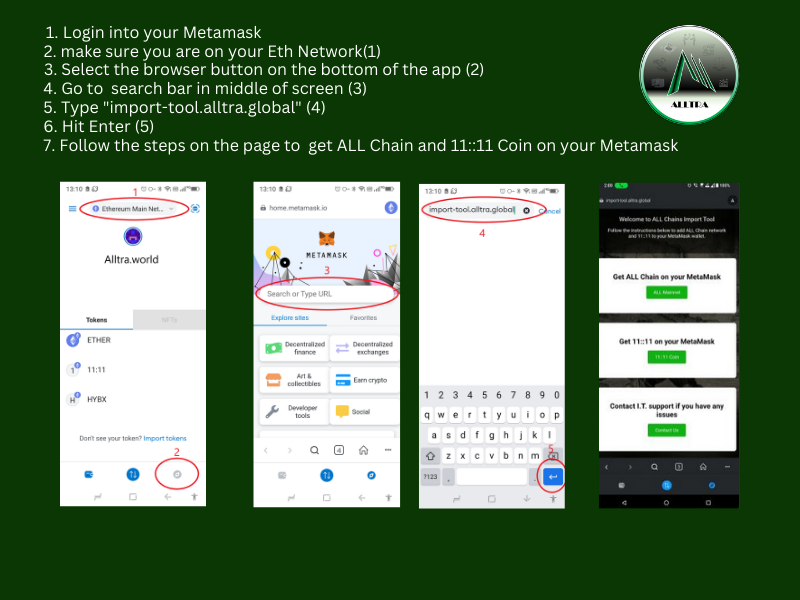 1. Login into your Metamask
2. make sure you are on your Eth Network(1)
3. Select the browser button on the bottom of the app (2)
4. Go to  search bar in middle of screen (3)
5. Type "import-tool.alltra.global" (4)
6. Hit Enter (5)
7. Follow the steps on the page to  get ALL Chain and 11::11 Coin on your Metamask
ALLTRA
13:10
1
Ethereum Main Net...
Alltra.world
Tokens
NFTs
ETHER
1
11:11
H
HYBX
Don't see your token? Import tokens
2
13:10
home.metamask.io
METAMASK
3
Search or Type URL
Explore sites
Favorites
Decentralized finance
Decentralized exchanges
Art & collectibles
Earn crypto
Developer tools
Social
4
13:10
import-tool.alltra.global
Cancel
4
1 2 3 4 5 6 7 8 9 0
q w e r t y u i o p
a s d f g h j k l
5
z x c v b n m
?123 , .
import-tool.alltra.global
Welcome to ALL Chains Import Tool
Follow the instructions below to add ALL Chain network
and 11::11 to your MetaMask wallet.
Get ALL Chain on your MetaMask
ALL Mainnet
Get 11::11 on your MetaMask
11:11 Coin
Contact I.T. support if you have any
issues
Contact Us